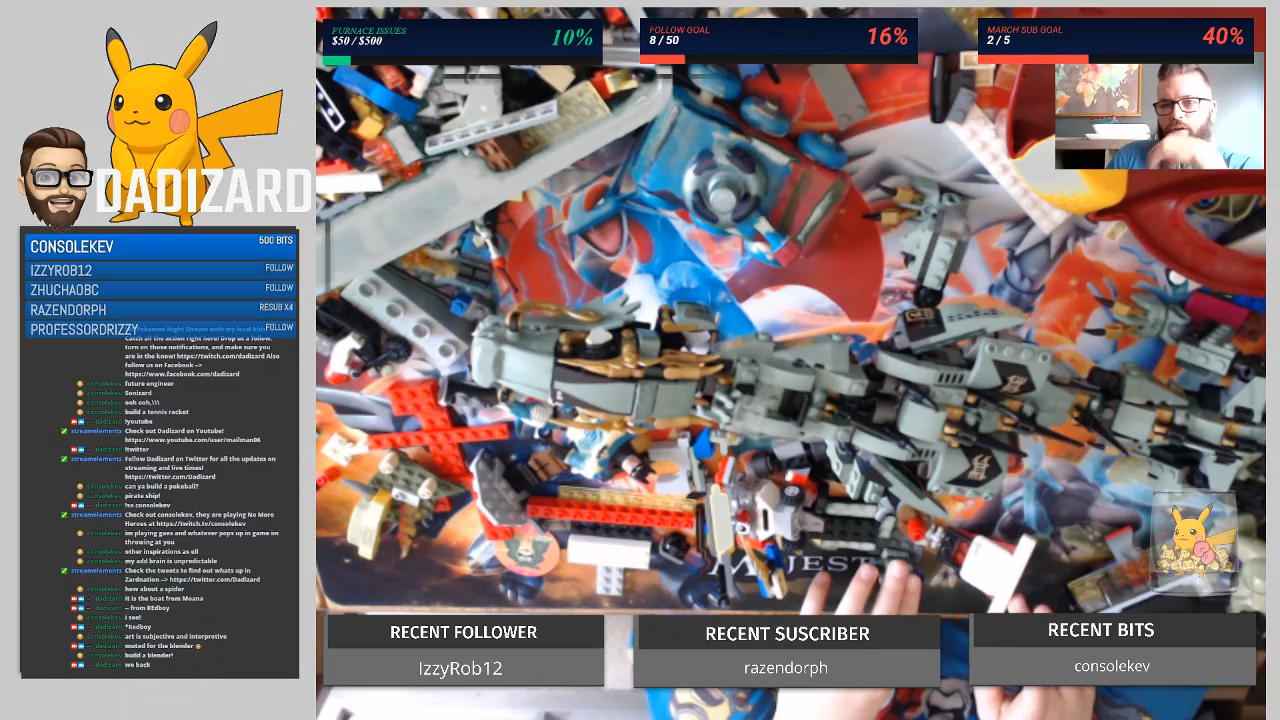 FURNACE ISSUES
$50 / $500
10%
FOLLOW GOAL
8 / 50
16%
MARCH SUB GOAL
2 / 5
40%
DADIZARD
CONSOLEKEV 500 BITS
IZZYROB12 FOLLOW
ZHUCHAOBC FOLLOW
RAZENDORPH RESUB X4
PROFESSORDRIZZY FOLLOW
Pokemon Night Stream with my local kids
Catch all the action right here! Drop us a follow,
turn on those notifications, and make sure you
are in the know! https://twitch.com/dadizard Also
follow us on Facebook -->
https://www.facebook.com/dadizard
consolekev future engineer
consolekev Sonizard
consolekev ooh ooh,\\\
consolekev build a tennis racket
dadizard !youtube
streamelements Check out Dadizard on Youtube!
https://www.youtube.com/user/mailman06
dadizard !twitter
streamelements Follow Dadizard on Twitter for all the updates on
streaming and live times!
https://twitter.com/Dadizard
consolekev can ya build a pokeball?
consolekev pirate ship!
dadizard !so consolekev
streamelements Check out consolekev, they are playing No More
Heroes at https://twitch.tv/consolekev
consolekev im playing gaes and whatever pops up in game im
throwing at you
consolekev other inspirations as ell
consolekev my add brain is unpredictable
streamelements Check the tweets to find out whats up in
Zardnation --> https://twitter.com/Dadizard
consolekev how about a spider
dadizard it is the boat from Moana
dadizard -- from REdboy
consolekev i see!
dadizard *Redboy
consolekev art is subjective and interpretive
dadizard muted for the blender
consolekev build a blender!
dadizard we back
MAJESTY
RECENT FOLLOWER
IzzyRob12
RECENT SUSCRIBER
razendorph
RECENT BITS
consolekev